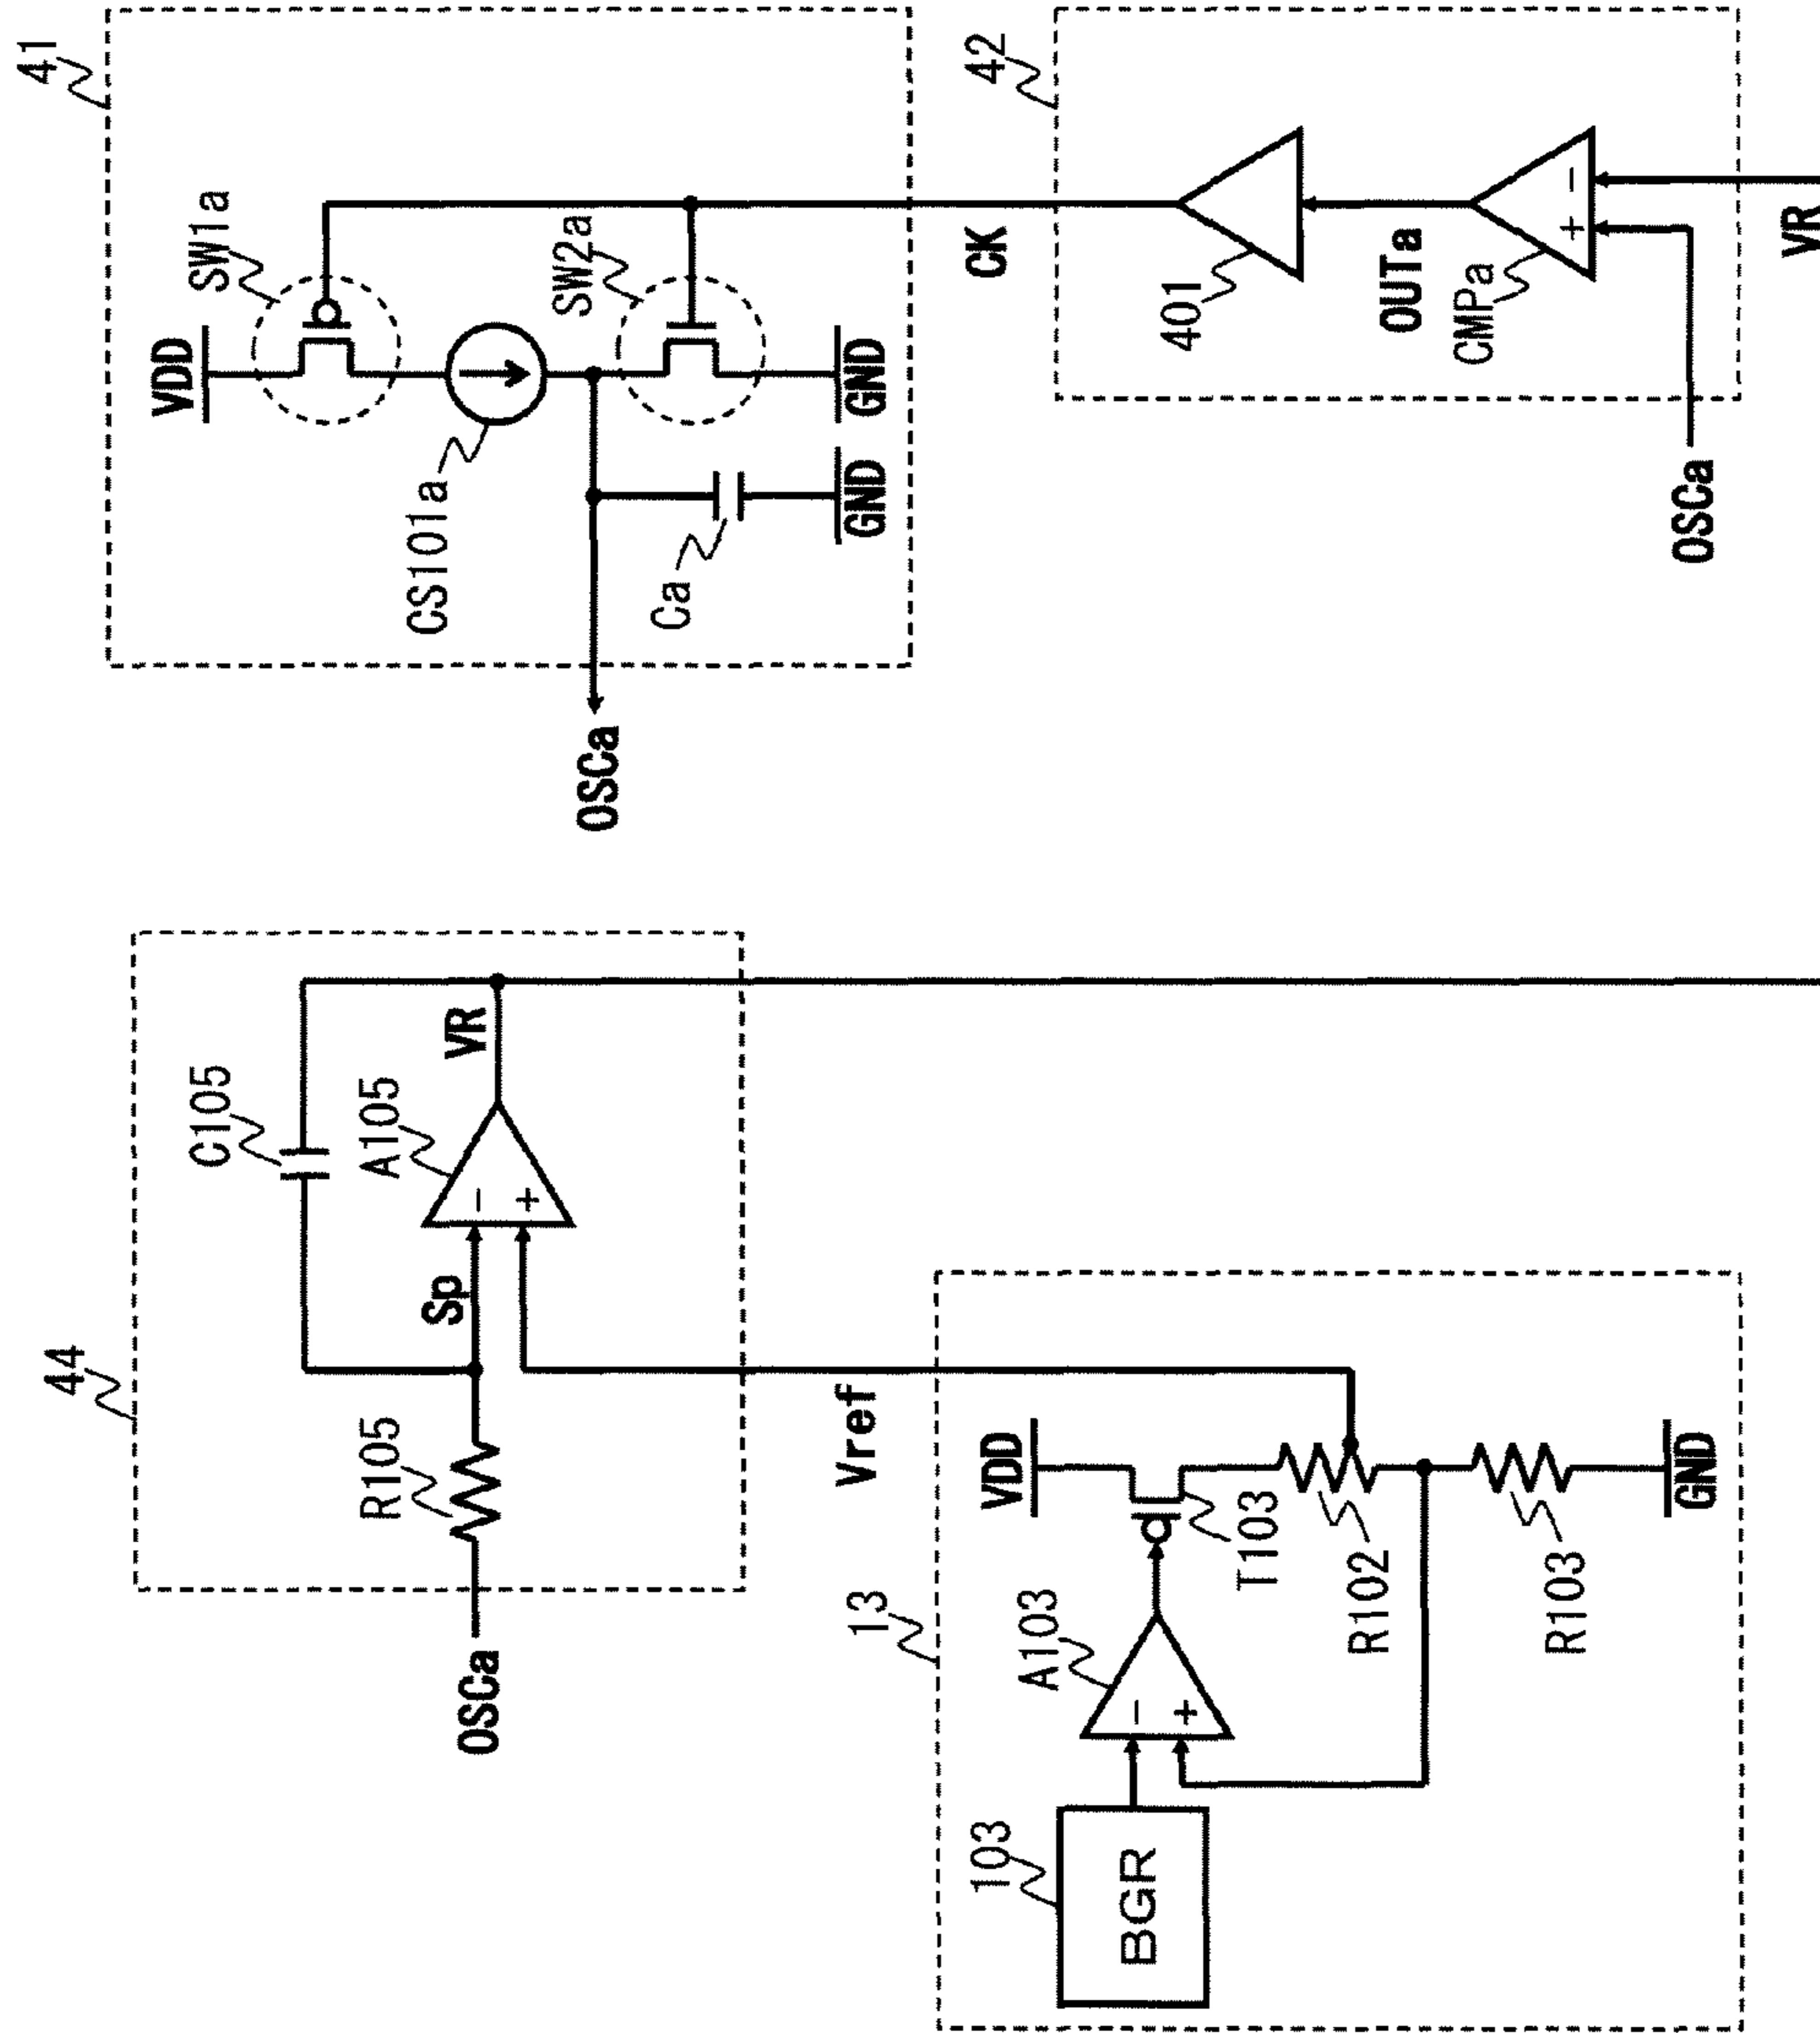 41
VDD
SW1a
CS101a
SW2a
Ca
GND
GND
OSCa
42
CK
401
OUTa
CMPa
+
−
OSCa
VR
44
C105
A105
VR
−
+
Sp
R105
OSCa
Vref
13
VDD
T103
A103
−
+
R102
R103
GND
103
BGR